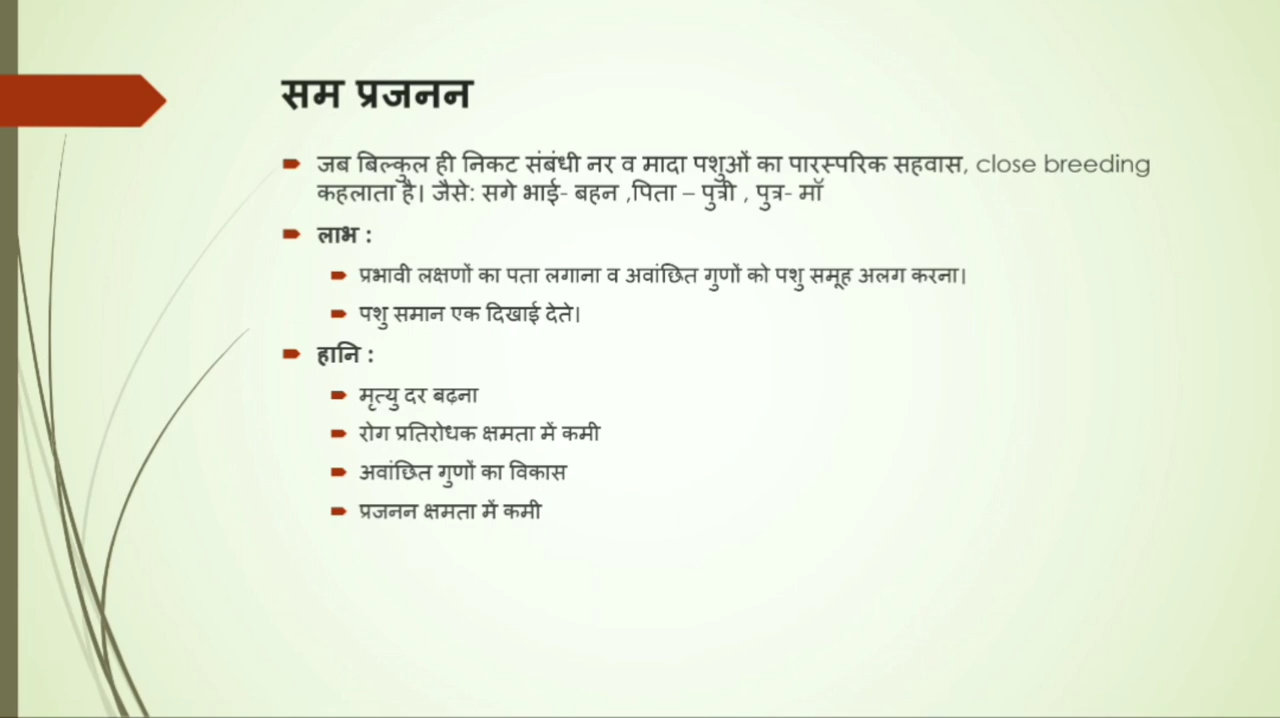 सम प्रजनन
जब बिल्कुल ही निकट संबंधी नर व मादा पशुओं का पारस्परिक सहवास, close breeding
कहलाता है। जैसे: सगे भाई- बहन ,पिता – पुत्री , पुत्र- मॉ
लाभ :
प्रभावी लक्षणों का पता लगाना व अवांछित गुणों को पशु समूह अलग करना।
पशु समान एक दिखाई देते।
हानि :
मृत्यु दर बढ़ना
रोग प्रतिरोधक क्षमता में कमी
अवांछित गुणों का विकास
प्रजनन क्षमता में कमी